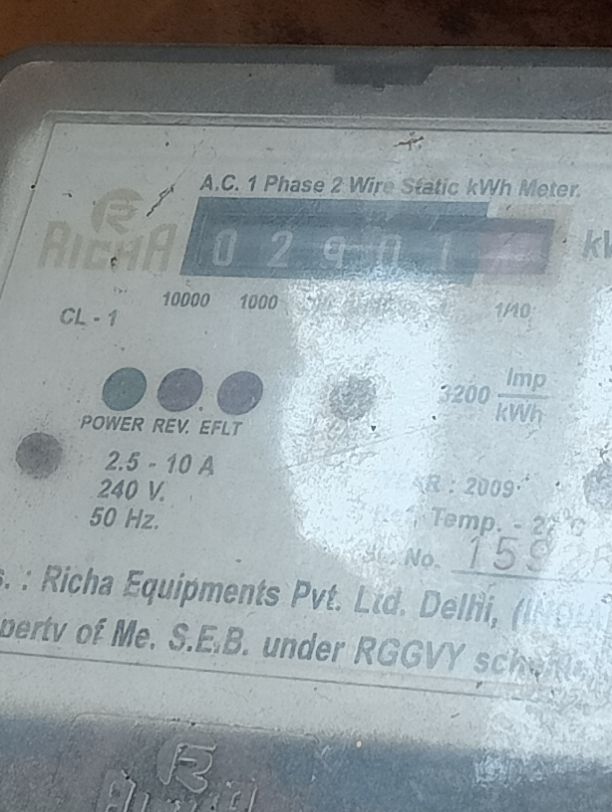 A.C. 1 Phase 2 Wire Static kWh Meter.
RICHA
0 2 9 0 1
10000 1000 1/10
CL - 1
3200 Imp
kWh
POWER REV. EFLT
2.5 - 10 A
240 V.
50 Hz.
: 2009
Temp. -
No.
: Richa Equipments Pvt. Ltd. Delhi,
of Me. S.E.B. under RGGVY